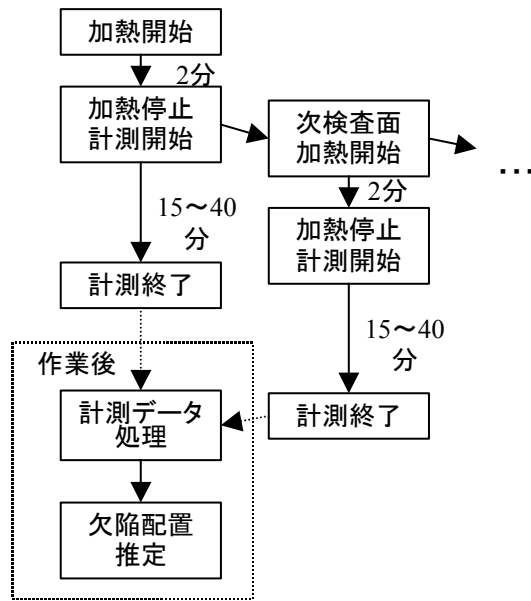 加熱開始
2分
加熱停止
計測開始
次検査面
加熱開始
…
15～40
分
2分
加熱停止
計測開始
計測終了
15～40
分
作業後
計測データ
処理
計測終了
欠陥配置
推定